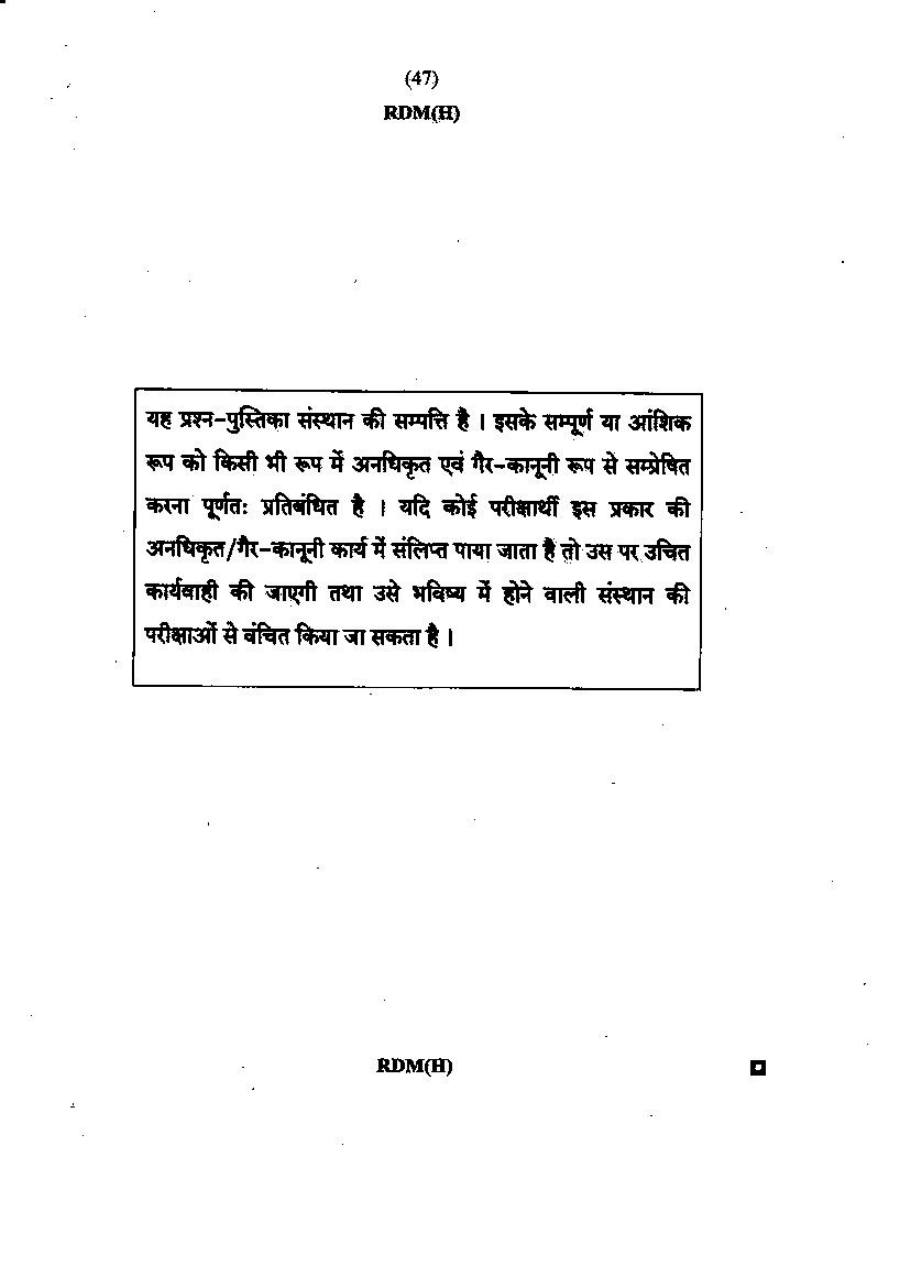 (47)
RDM(H)
यह प्रश्न-पुस्तिका संस्थान की सम्पत्ति है । इसके सम्पूर्ण या आंशिक
रूप को किसी भी रूप में अनधिकृत एवं गैर-कानूनी रूप से सम्प्रेषित
करना पूर्णतः प्रतिबंधित है । यदि कोई परीक्षार्थी इस प्रकार की
अनधिकृत/गैर-कानूनी कार्य में संलिप्त पाया जाता है तो उस पर उचित
कार्यवाही की जाएगी तथा उसे भविष्य में होने वाली संस्थान की
परीक्षाओं से वंचित किया जा सकता है ।
RDM(H)